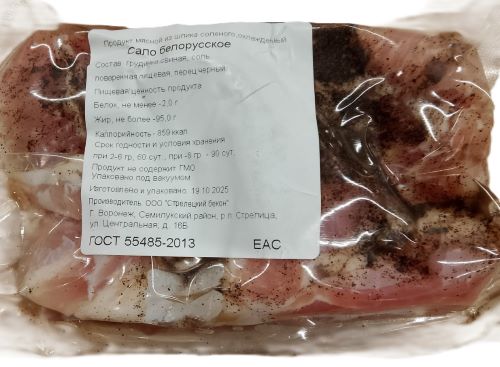 Продукт мясной из шпика соленого, охлажденный
Сало белорусское
Состав: Грудинка свиная, соль
поваренная пищевая, перец черный.
Пищевая ценность продукта
Белок, не менее -2,0 г
Жир, не более -95,0 г
Каллорийность - 859 ккал
Срок годности и условия хранения
при 2-6 гр, 60 сут., при -8 гр - 90 сут,
Продукт не содержит ГМО
Упаковано под вакуумом
Изготовлено и упаковано 19.10.2025
Производитель: ООО "Стрелецкий бекон"
Г. Воронеж, Семилукский район, р.п. Стрелица,
ул. Центральная, д. 16Б
ГОСТ 55485-2013 ЕАС